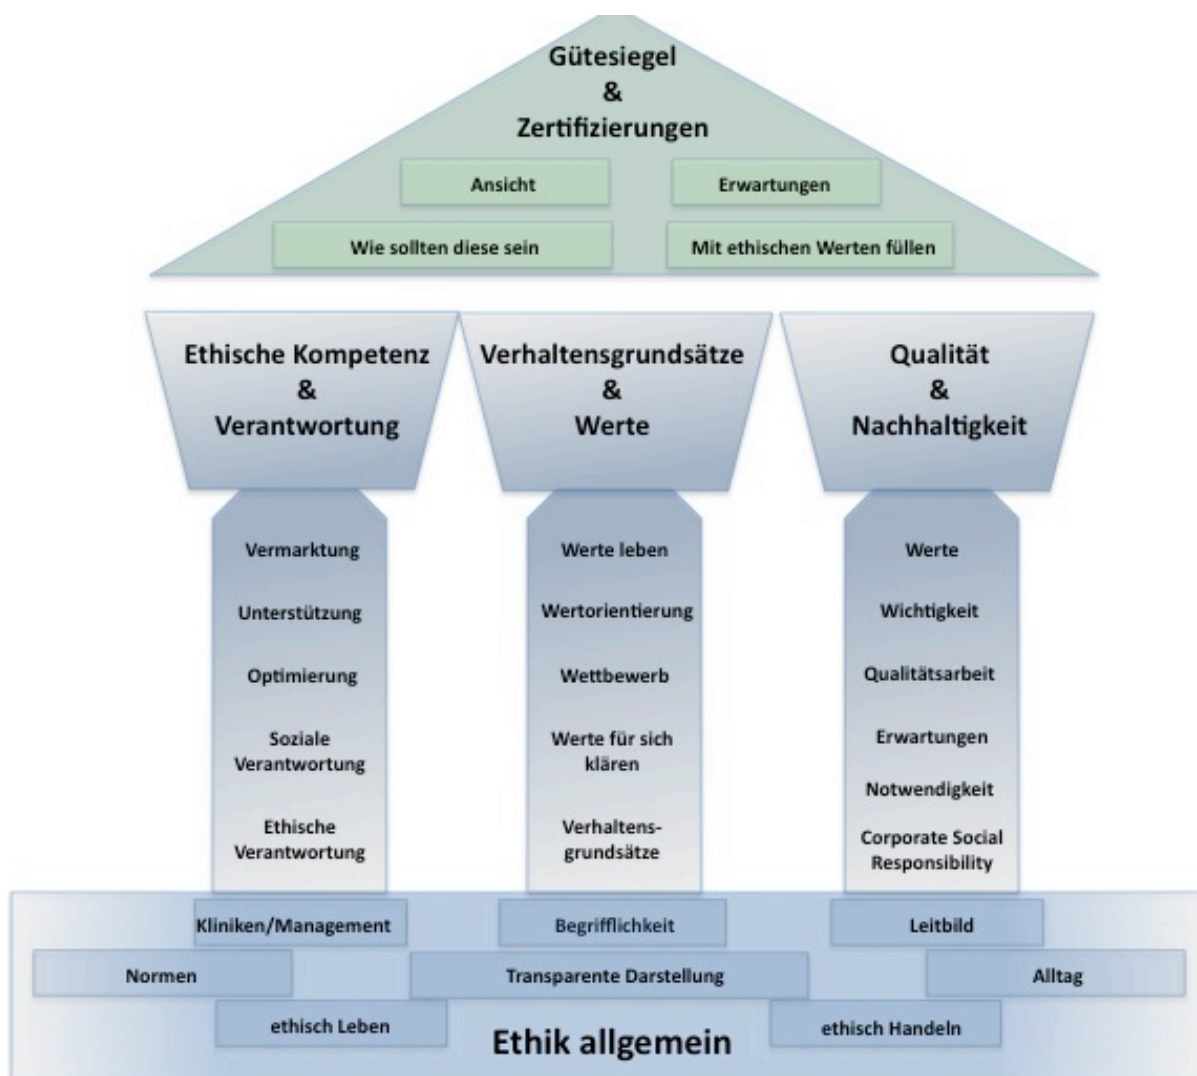 Gütesiegel
&
Zertifizierungen
Ansicht
Erwartungen
Wie sollten diese sein
Mit ethischen Werten füllen
Ethische Kompetenz
&
Verantwortung
Verhaltensgrundsätze
&
Werte
Qualität
&
Nachhaltigkeit
Vermarktung
Unterstützung
Optimierung
Soziale
Verantwortung
Ethische
Verantwortung
Werte leben
Wertorientierung
Wettbewerb
Werte für sich
klären
Verhaltens-
grundsätze
Werte
Wichtigkeit
Qualitätsarbeit
Erwartungen
Notwendigkeit
Corporate Social
Responsibility
Kliniken/Management
Begrifflichkeit
Leitbild
Normen
Transparente Darstellung
Alltag
ethisch Leben
ethisch Handeln
Ethik allgemein